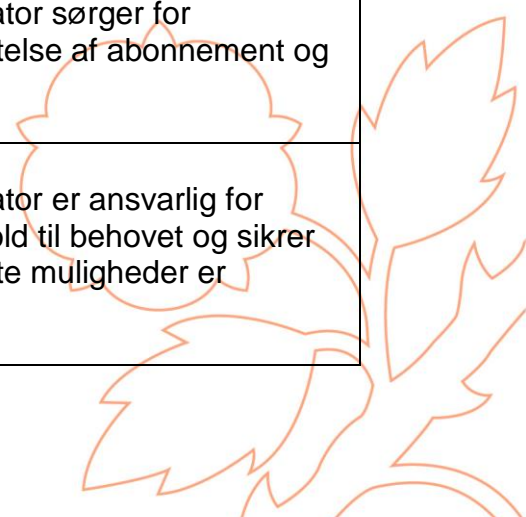 ator sørger for
telse af abonnement og
ator er ansvarlig for
old til behovet og sikrer
te muligheder er